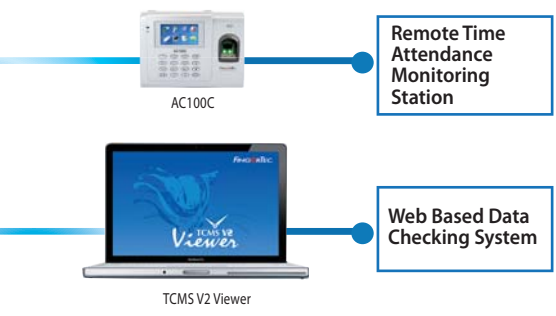 Remote Time
Attendance
Monitoring
Station
AC100C
FINGERTEC
TCMS V2
Viewer
Web Based Data
Checking System
TCMS V2 Viewer